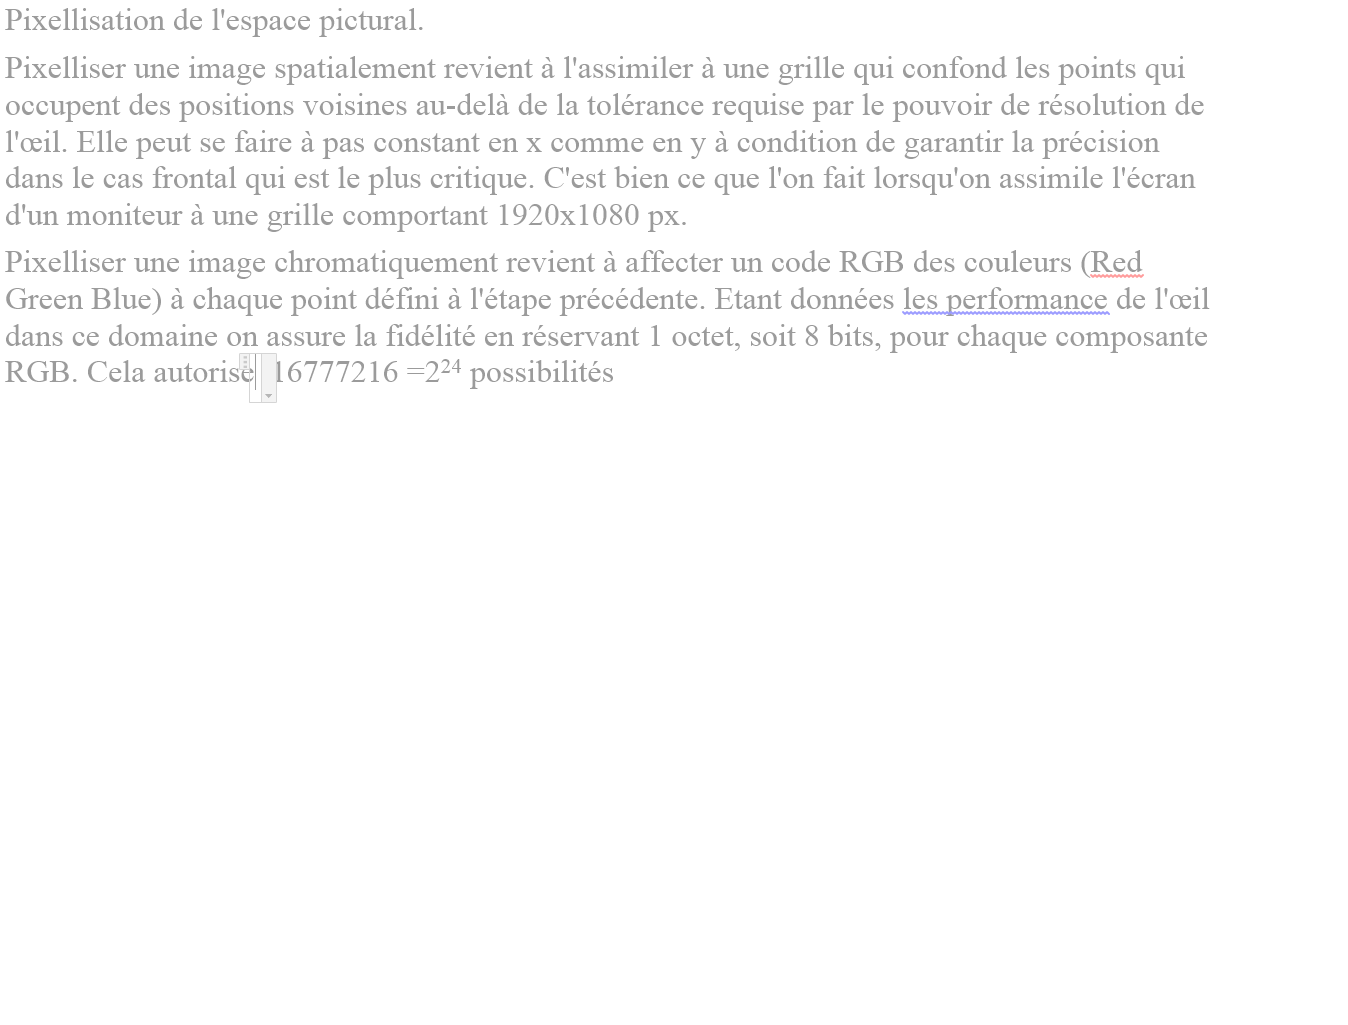 Pixellisation de l'espace pictural.
Pixelliser une image spatialement revient à l'assimiler à une grille qui confond les points qui
occupent des positions voisines au-delà de la tolérance requise par le pouvoir de résolution de
l'œil. Elle peut se faire à pas constant en x comme en y à condition de garantir la précision
dans le cas frontal qui est le plus critique. C'est bien ce que l'on fait lorsqu'on assimile l'écran
d'un moniteur à une grille comportant 1920x1080 px.
Pixelliser une image chromatiquement revient à affecter un code RGB des couleurs (Red
Green Blue) à chaque point défini à l'étape précédente. Etant données les performance de l'œil
dans ce domaine on assure la fidélité en réservant 1 octet, soit 8 bits, pour chaque composante
RGB. Cela autorise 16777216 =2²⁴ possibilités